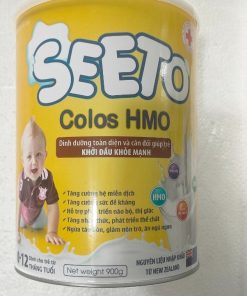 SEETO
Colos HMO
Dinh dưỡng toàn diện và cân đối giúp trẻ
KHỞI ĐẦU KHỎE MẠNH
• Tăng cường hệ miễn dịch
• Tăng cường sức đề kháng
• Hỗ trợ phát triển não bộ, thị giác
• Tăng nhận thức, phát triển thể chất
• Ngừa táo bón, giảm nôn trớ, ăn ngủ ngon
HMO
0-12
Dành cho trẻ từ
THÁNG TUỔI
Net weight 900g
NGUYÊN LIỆU NHẬP KHẨU
TỪ NEW ZEALAND